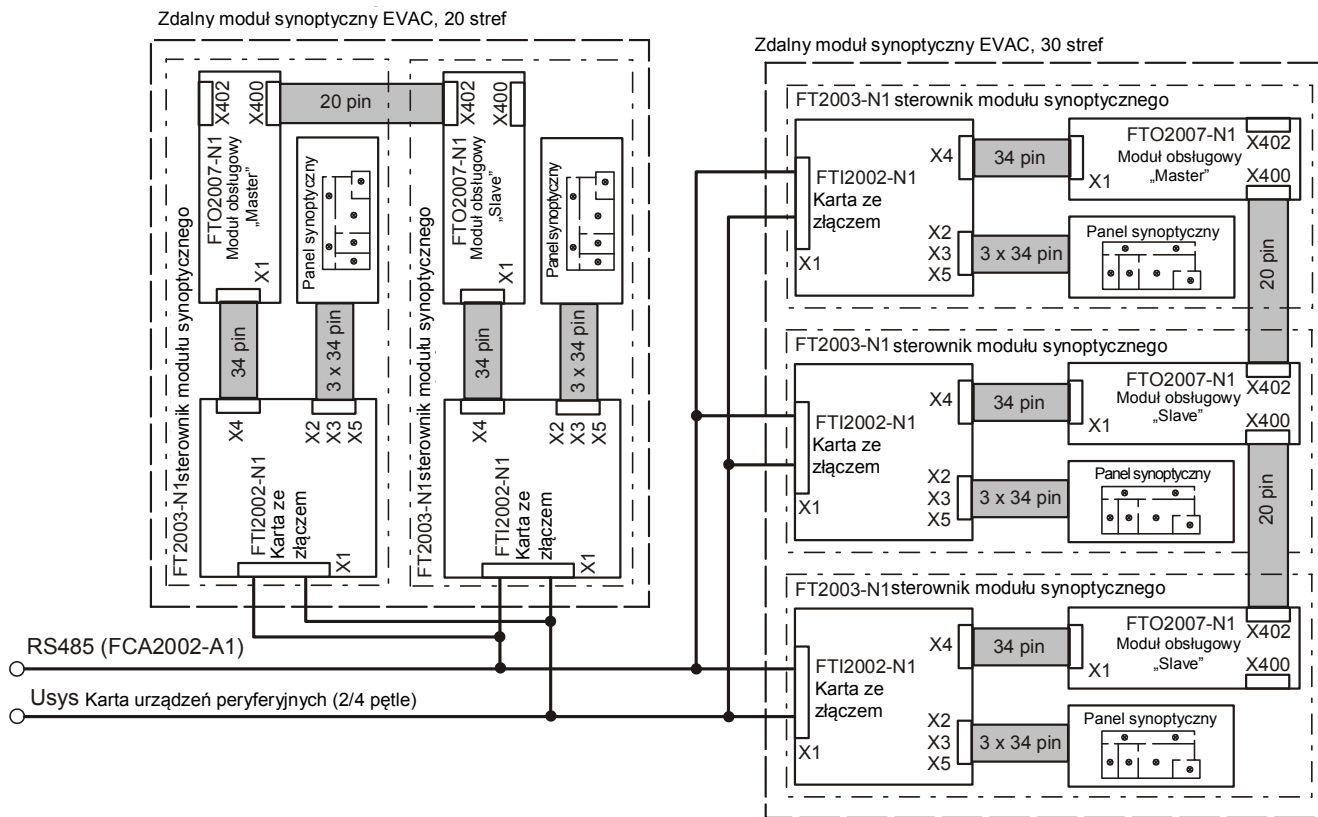 Zdalny moduł synoptyczny EVAC, 20 stref
FT2003-N1sterownik modułu synoptycznego
X402
X400
FTO2007-N1
Moduł obsługowy
„Master”
X1
Panel synoptyczny
34 pin
3 x 34 pin
X4
X2
X3
X5
FTI2002-N1
Karta ze
złączem
X1
20 pin
FT2003-N1sterownik modułu synoptycznego
X402
X400
FTO2007-N1
Moduł obsługowy
„Slave”
X1
Panel synoptyczny
34 pin
3 x 34 pin
X4
X2
X3
X5
FTI2002-N1
Karta ze
złączem
X1
RS485 (FCA2002-A1)
Usys Karta urządzeń peryferyjnych (2/4 pętle)
Zdalny moduł synoptyczny EVAC, 30 stref
FT2003-N1 sterownik modułu synoptycznego
FTI2002-N1
Karta ze
złączem
X1
X4
34 pin
X1
FTO2007-N1
Moduł obsługowy
„Master”
X402
X400
X2
X3
X5
3 x 34 pin
Panel synoptyczny
20 pin
FT2003-N1 sterownik modułu synoptycznego
FTI2002-N1
Karta ze
złączem
X1
X4
34 pin
X1
FTO2007-N1
Moduł obsługowy
„Slave”
X402
X400
X2
X3
X5
3 x 34 pin
Panel synoptyczny
20 pin
FT2003-N1sterownik modułu synoptycznego
FTI2002-N1
Karta ze
złączem
X1
X4
34 pin
X1
FTO2007-N1
Moduł obsługowy
„Slave”
X402
X400
X2
X3
X5
3 x 34 pin
Panel synoptyczny